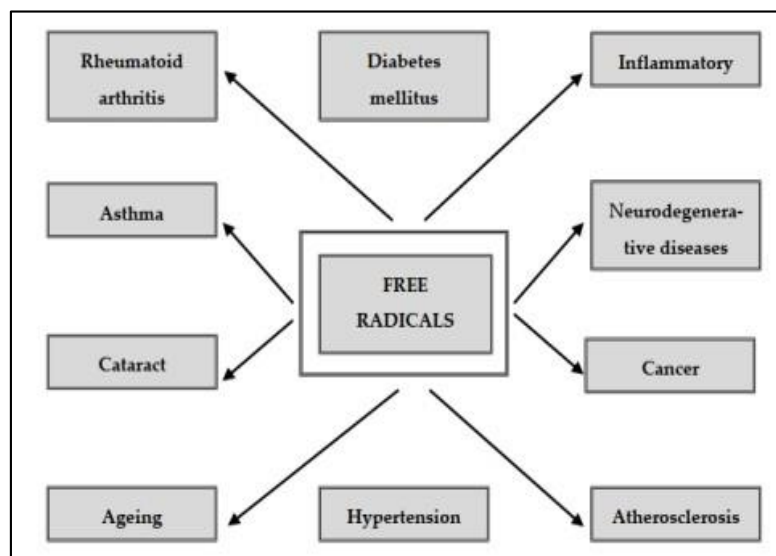 Rheumatoid
arthritis
Diabetes
mellitus
Inflammatory
Asthma
Neurodegenera-
tive diseases
FREE
RADICALS
Cataract
Cancer
Ageing
Hypertension
Atherosclerosis